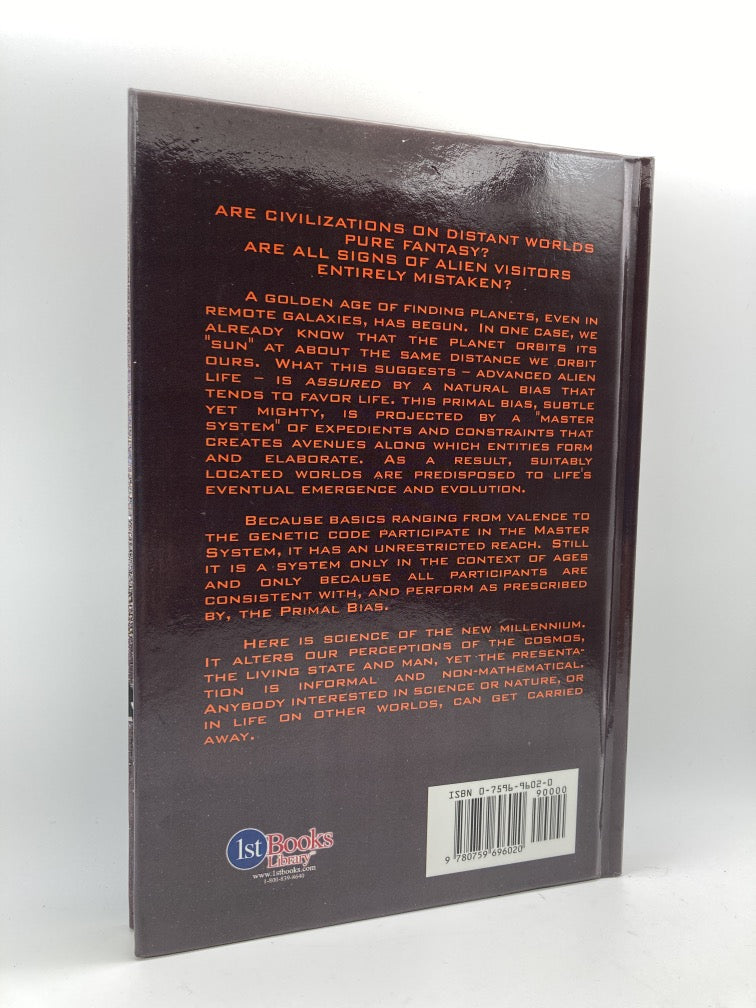 ARE CIVILIZATIONS ON DISTANT WORLDS
PURE FANTASY?
ARE ALL SIGNS OF ALIEN VISITORS
ENTIRELY MISTAKEN?
A GOLDEN AGE OF FINDING PLANETS, EVEN IN
REMOTE GALAXIES, HAS BEGUN. IN ONE CASE, WE
ALREADY KNOW THAT THE PLANET ORBITS ITS
"SUN" AT ABOUT THE SAME DISTANCE WE ORBIT
OURS. WHAT THIS SUGGESTS – ADVANCED ALIEN
LIFE – IS ASSURED BY A NATURAL BIAS THAT
TENDS TO FAVOR LIFE. THIS PRIMAL BIAS, SUBTLE
YET MIGHTY, IS PROJECTED BY A "MASTER
SYSTEM" OF EXPEDIENTS AND CONSTRAINTS THAT
CREATES AVENUES ALONG WHICH ENTITIES FORM
AND ELABORATE. AS A RESULT, SUITABLY
LOCATED WORLDS ARE PREDISPOSED TO LIFE'S
EVENTUAL EMERGENCE AND EVOLUTION.
BECAUSE BASICS RANGING FROM VALENCE TO
THE GENETIC CODE PARTICIPATE IN THE MASTER
SYSTEM, IT HAS AN UNRESTRICTED REACH. STILL
IT IS A SYSTEM ONLY IN THE CONTEXT OF AGES
AND ONLY BECAUSE ALL PARTICIPANTS ARE
CONSISTENT WITH, AND PERFORM AS PRESCRIBED
BY, THE PRIMAL BIAS.
HERE IS SCIENCE OF THE NEW MILLENNIUM.
IT ALTERS OUR PERCEPTIONS OF THE COSMOS,
THE LIVING STATE AND MAN, YET THE PRESENTA-
TION IS INFORMAL AND NON-MATHEMATICAL.
ANYBODY INTERESTED IN SCIENCE OR NATURE, OR
IN LIFE ON OTHER WORLDS, CAN GET CARRIED
AWAY.
ISBN 0-7596-9602-0
90000
9 780759 696020
1st Books
Library™
www.1stbooks.com
1-800-839-8640